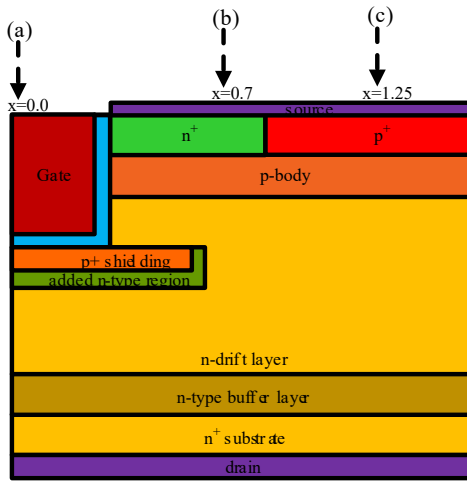 (a)
(b)
(c)
x=0.0
x=0.7
x=1.25
source
n+
p+
Gate
p-body
p+ shielding
added n-type region
n-drift layer
n-type buffer layer
n+ substrate
drain